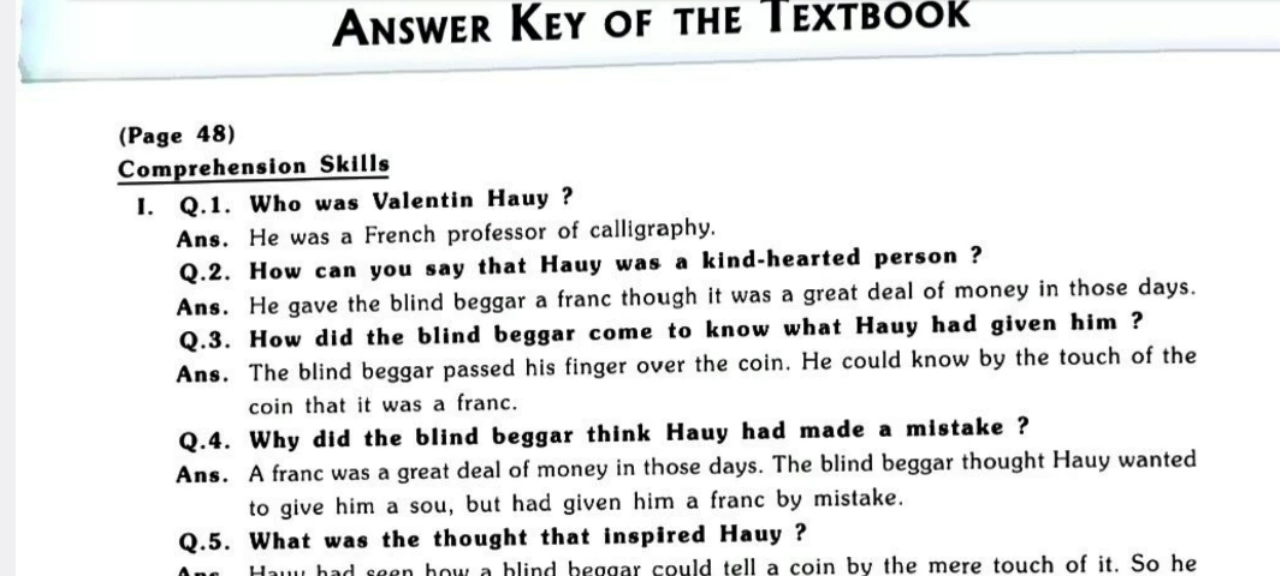 ANSWER KEY OF THE TEXTBOOK
(Page 48)
Comprehension Skills
I. Q.1. Who was Valentin Hauy ?
Ans. He was a French professor of calligraphy.
Q.2. How can you say that Hauy was a kind-hearted person ?
Ans. He gave the blind beggar a franc though it was a great deal of money in those days.
Q.3. How did the blind beggar come to know what Hauy had given him ?
Ans. The blind beggar passed his finger over the coin. He could know by the touch of the
coin that it was a franc.
Q.4. Why did the blind beggar think Hauy had made a mistake ?
Ans. A franc was a great deal of money in those days. The blind beggar thought Hauy wanted
to give him a sou, but had given him a franc by mistake.
Q.5. What was the thought that inspired Hauy ?
Ans. Hauy had seen how a blind beggar could tell a coin by the mere touch of it. So he